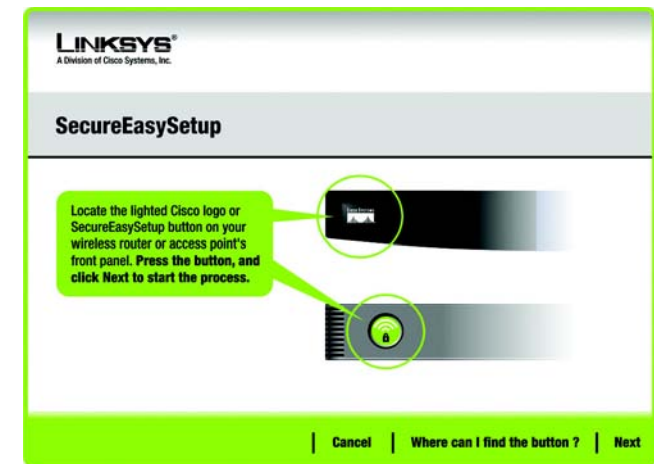 LINKSYS®
A Division of Cisco Systems, Inc.
SecureEasySetup
Locate the lighted Cisco logo or
SecureEasySetup button on your
wireless router or access point's
front panel. Press the button, and
click Next to start the process.
Cancel
Where can I find the button ?
Next